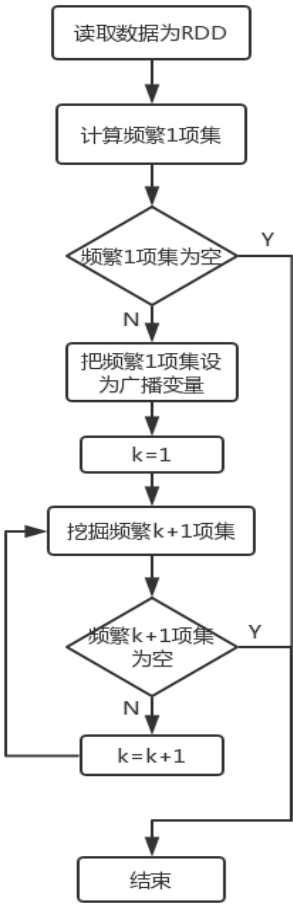 读取数据为RDD
计算频繁1项集
频繁1项集为空
Y
N
把频繁1项集设
为广播变量
k=1
挖掘频繁k+1项集
频繁k+1项集
为空
Y
N
k=k+1
结束